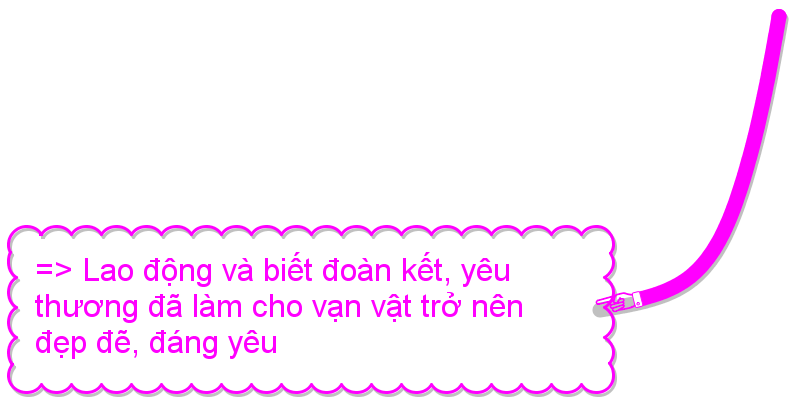 => Lao động và biết đoàn kết, yêu
thương đã làm cho vạn vật trở nên
đẹp đẽ, đáng yêu